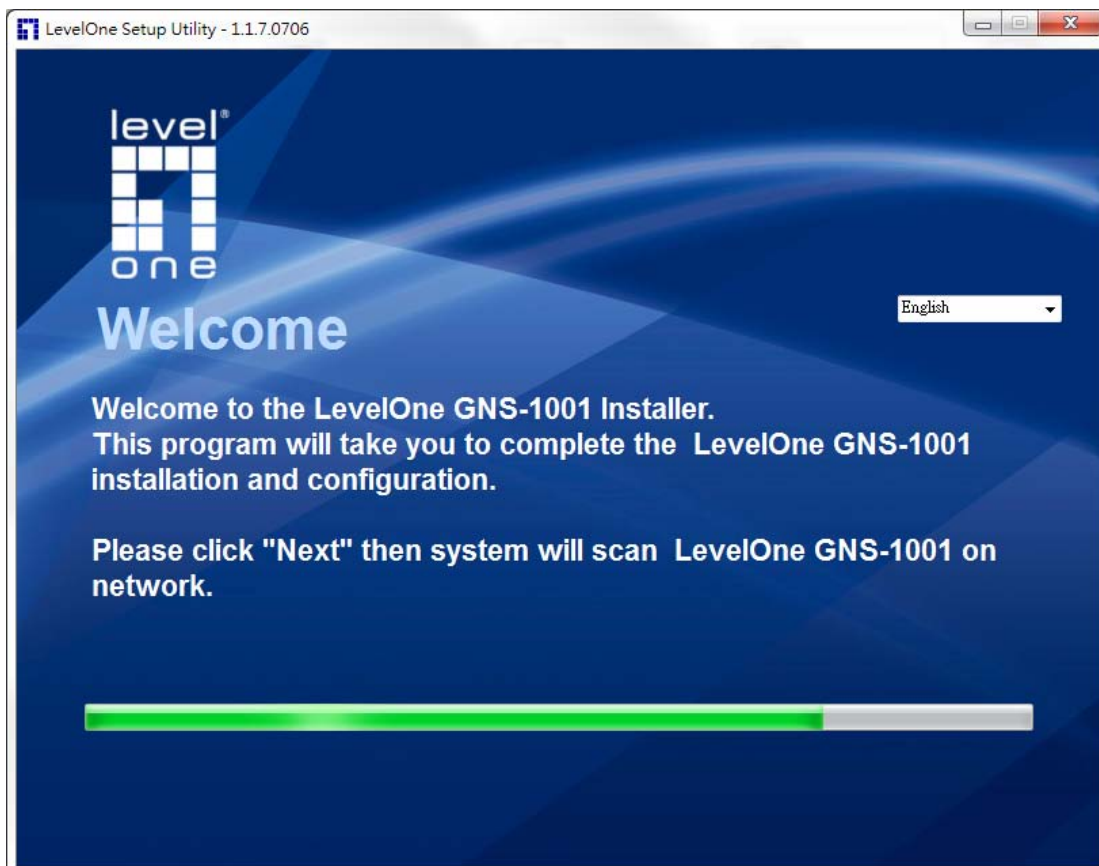 LevelOne Setup Utility - 1.1.7.0706
level®
one
Welcome
English
Welcome to the LevelOne GNS-1001 Installer.
This program will take you to complete the  LevelOne GNS-1001
installation and configuration.
Please click "Next" then system will scan  LevelOne GNS-1001 on
network.